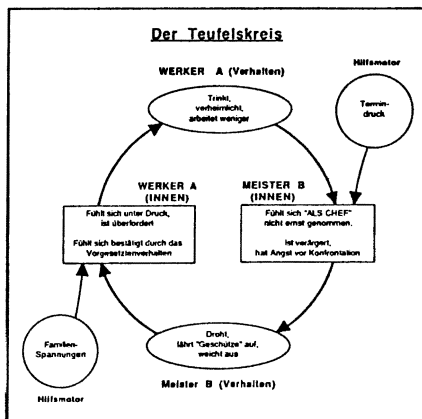 Der Teufelskreis
Hilfsmotor
WERKER A (Verhalten)
Trinkt,
verheimlicht,
arbeitet weniger
Termin-
druck
WERKER A
(INNEN)
MEISTER B
(INNEN)
Fühlt sich unter Druck,
ist überfordert
Fühlt sich bestätigt durch das
Vorgesetztenverhalten
Fühlt sich "ALS CHEF"
nicht ernst genommen.
Ist verärgert,
hat Angst vor Konfrontation
Familien-
Spannungen
Droht,
fährt "Geschütze" auf,
weicht aus
Meister B (Verhalten)
Hilfsmotor